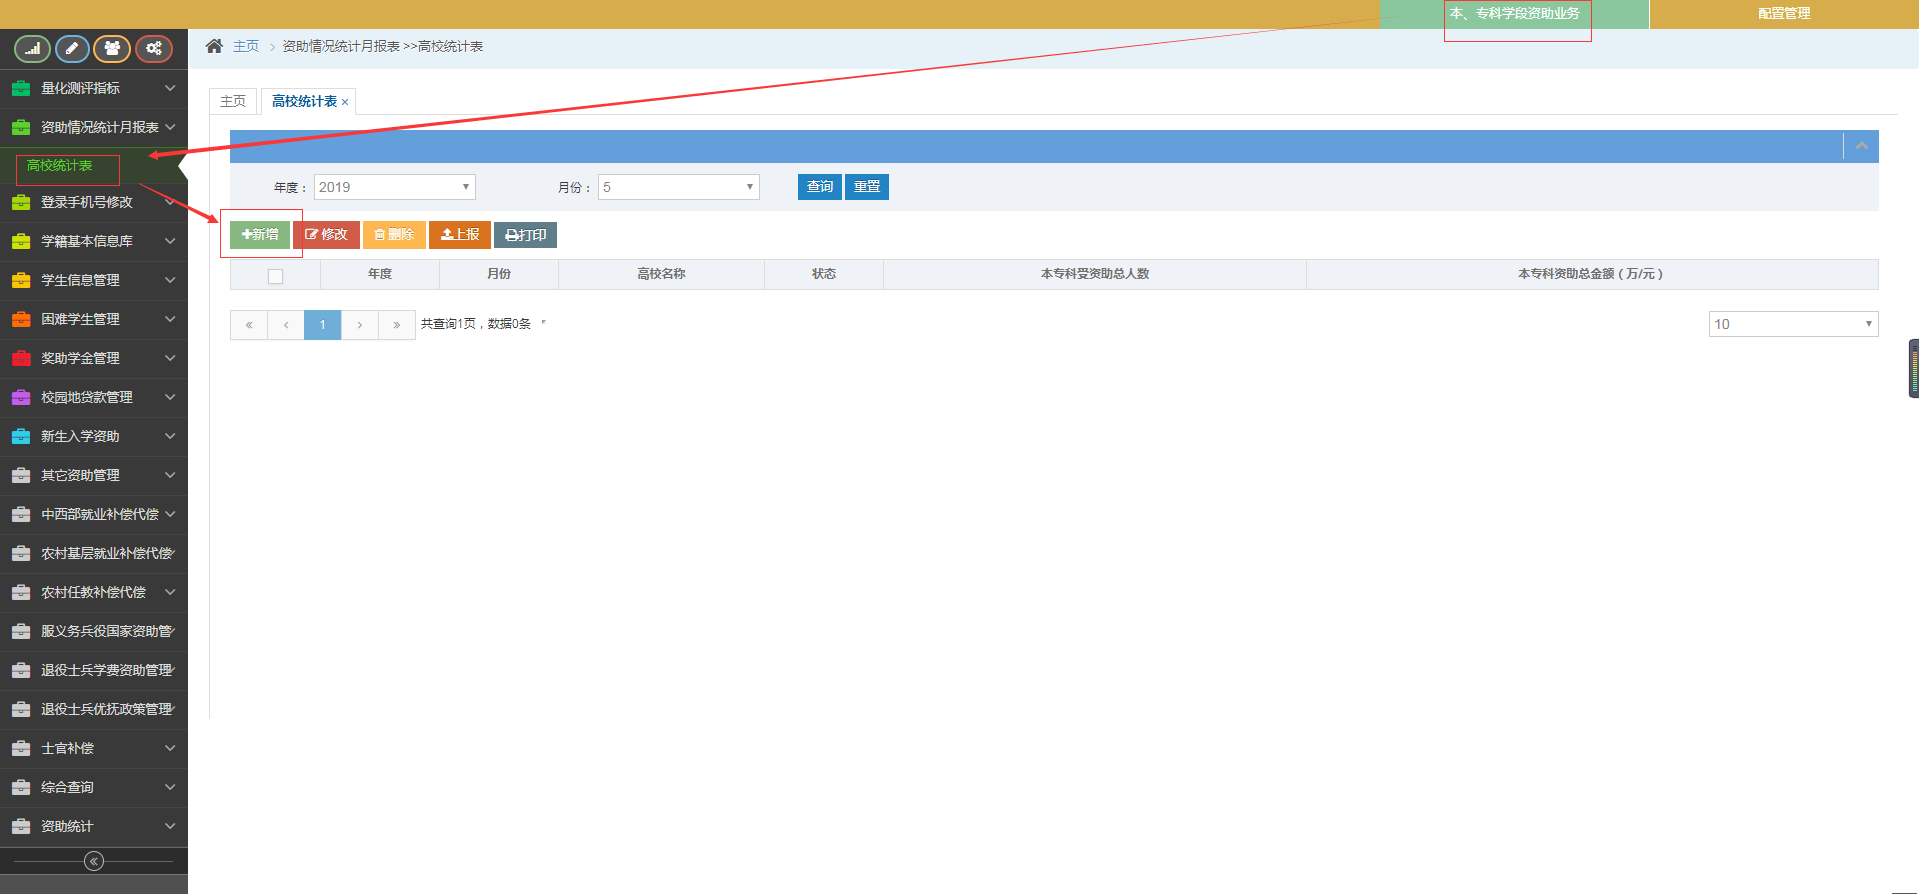 本、专科学段资助业务
配置管理
主页 > 资助情况统计月报表 >>高校统计表
量化测评指标
资助情况统计月报表
高校统计表
登录手机号修改
学籍基本信息库
学生信息管理
困难学生管理
奖助学金管理
校园地贷款管理
新生入学资助
其它资助管理
中西部就业补偿代偿
农村基层就业补偿代偿
农村任教补偿代偿
服义务兵役国家资助管
退役士兵学费资助管理
退役士兵优抚政策管理
士官补偿
综合查询
资助统计
主页 高校统计表 ×
年度： 2019 月份： 5 查询 重置
新增 修改 删除 上报 打印
年度 月份 高校名称 状态 本专科受资助总人数 本专科资助总金额（万/元）
« ‹ 1 › » 共查询1页，数据0条 10